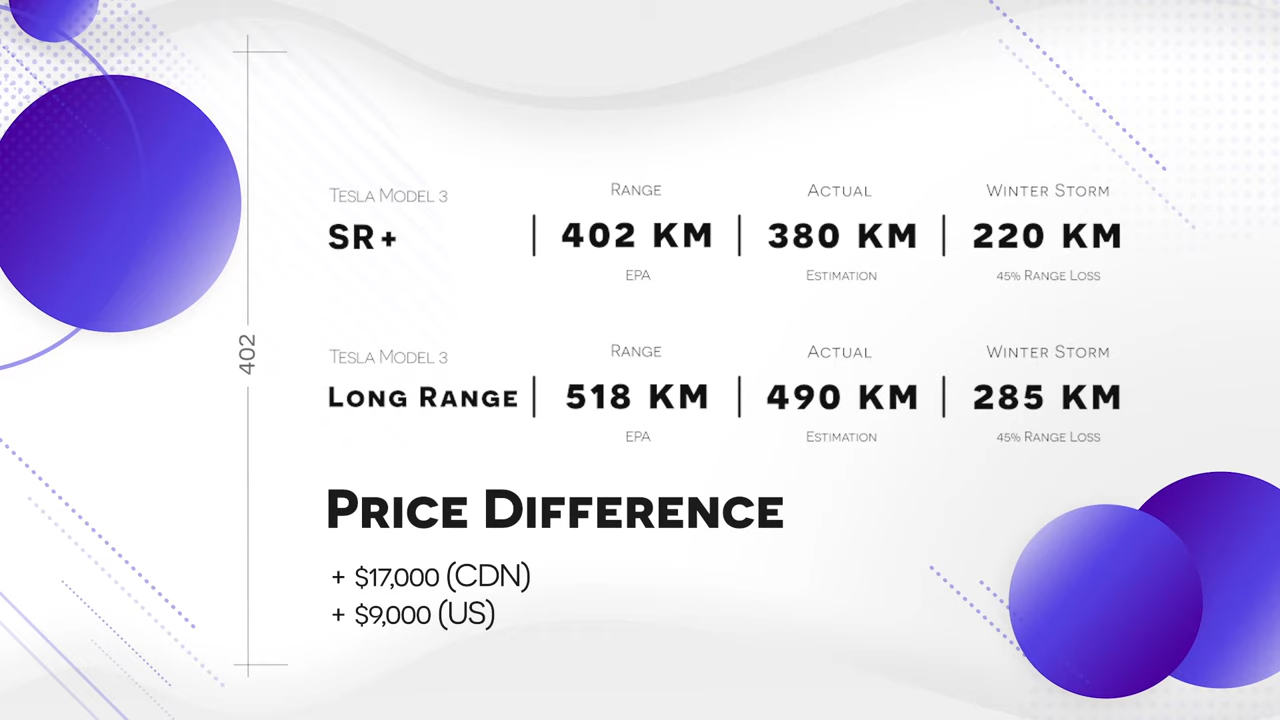 TESLA MODEL 3
SR+
RANGE
402 KM
EPA
ACTUAL
380 KM
ESTIMATION
WINTER STORM
220 KM
45% RANGE LOSS
402
TESLA MODEL 3
LONG RANGE
RANGE
518 KM
EPA
ACTUAL
490 KM
ESTIMATION
WINTER STORM
285 KM
45% RANGE LOSS
PRICE DIFFERENCE
+ $17,000 (CDN)
+ $9,000 (US)